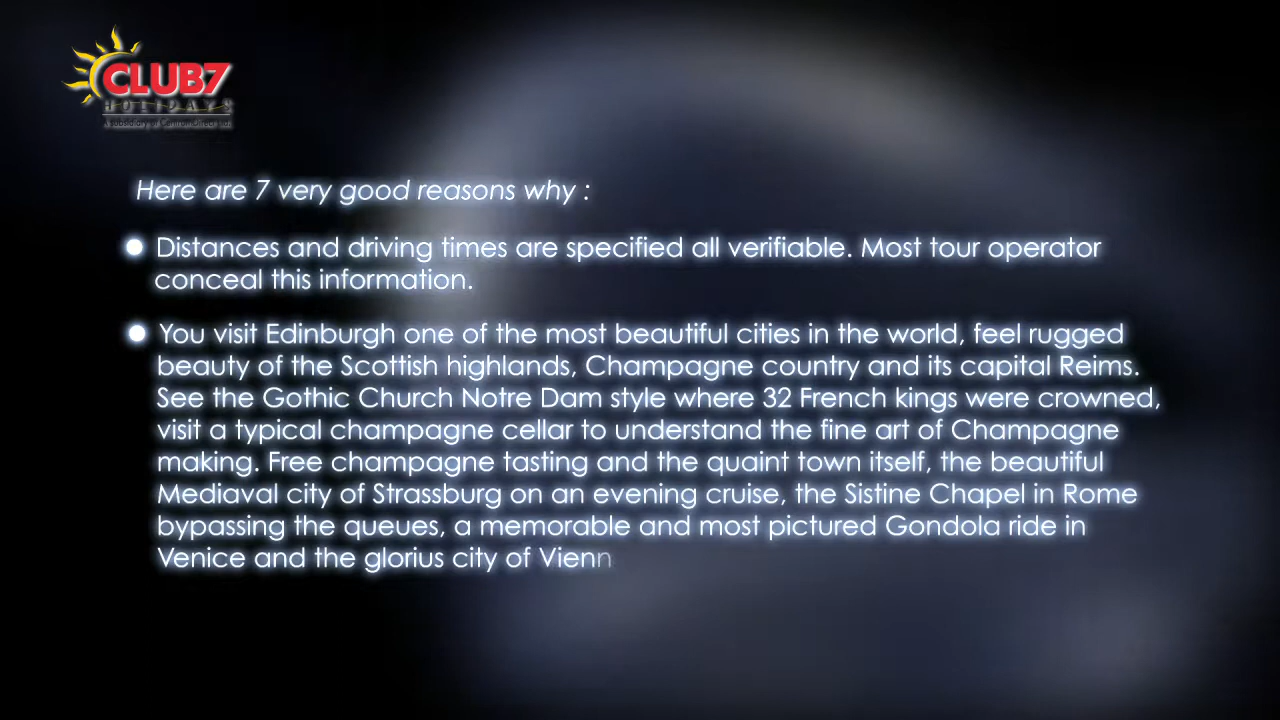 CLUB7
HOLIDAYS
A subsidiary of CentrumDirect Ltd.
Here are 7 very good reasons why :
● Distances and driving times are specified all verifiable. Most tour operator
conceal this information.
● You visit Edinburgh one of the most beautiful cities in the world, feel rugged
beauty of the Scottish highlands, Champagne country and its capital Reims.
See the Gothic Church Notre Dam style where 32 French kings were crowned,
visit a typical champagne cellar to understand the fine art of Champagne
making. Free champagne tasting and the quaint town itself, the beautiful
Mediaval city of Strassburg on an evening cruise, the Sistine Chapel in Rome
bypassing the queues, a memorable and most pictured Gondola ride in
Venice and the glorius city of Vienn